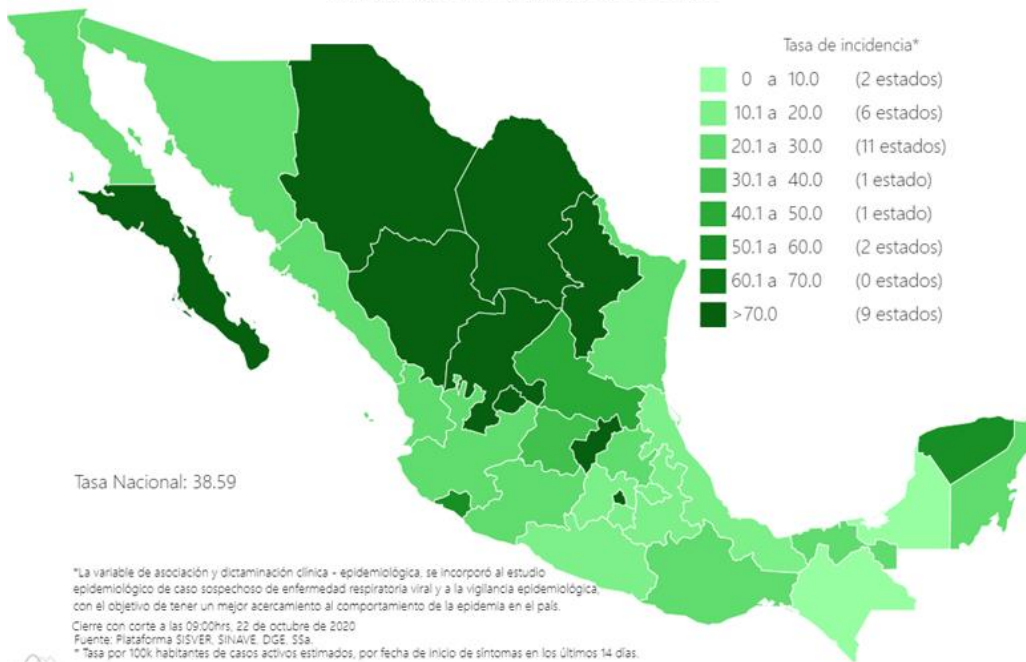 Tasa de incidencia*
0 a 10.0 (2 estados)
10.1 a 20.0 (6 estados)
20.1 a 30.0 (11 estados)
30.1 a 40.0 (1 estado)
40.1 a 50.0 (1 estado)
50.1 a 60.0 (2 estados)
60.1 a 70.0 (0 estados)
>70.0 (9 estados)
Tasa Nacional: 38.59
*La variable de asociación y dictaminación clínica - epidemiológica, se incorporó al estudio
epidemiológico de caso sospechoso de enfermedad respiratoria viral y a la vigilancia epidemiológica,
con el objetivo de tener un mejor acercamiento al comportamiento de la epidemia en el país.
Cierre con corte a las 09:00hrs, 22 de octubre de 2020
Fuente: Plataforma SISVER, SINAVE, DGE, SSa.
* Tasa por 100k habitantes de casos activos estimados, por fecha de inicio de síntomas en los últimos 14 días.